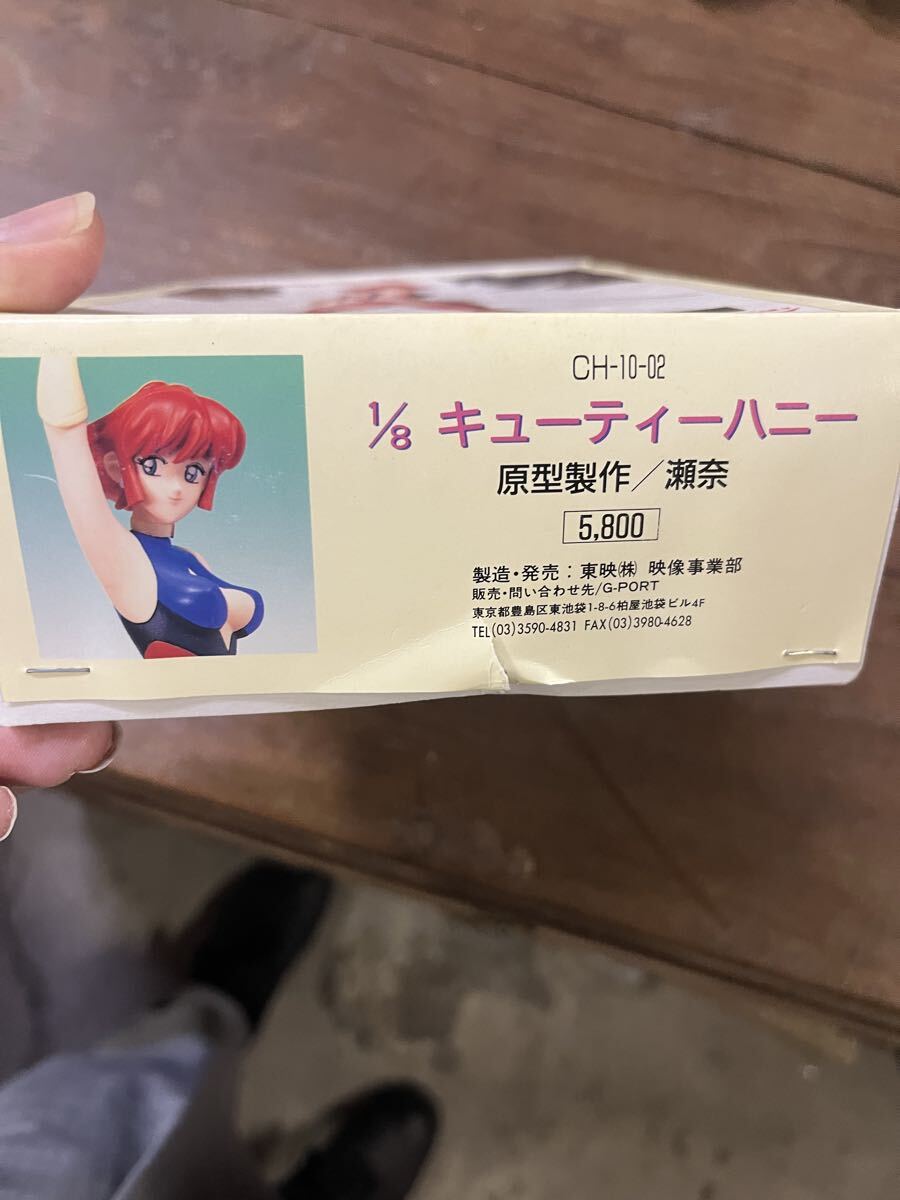 CH-10-02
1/8 キューティーハニー
原型製作/瀬奈
5,800
製造・発売:東映(株) 映像事業部
販売・問い合わせ先/G-PORT
東京都豊島区東池袋1-8-6柏屋池袋ビル4F
TEL(03)3590-4831 FAX(03)3980-4628